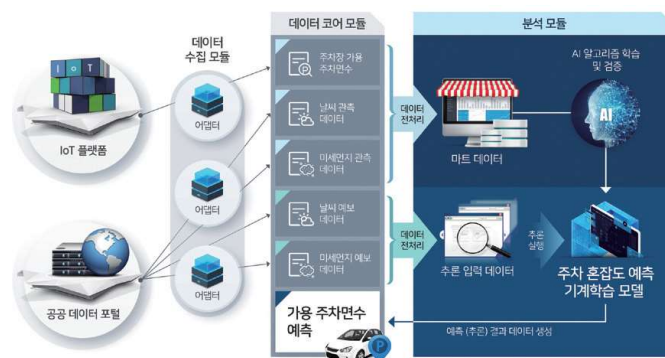 데이터
수집 모듈
데이터 코어 모듈
분석 모듈
IoT
IoT 플랫폼
공공 데이터 포털
어댑터
어댑터
어댑터
주차장 가용
주차면수
날씨 관측
데이터
미세먼지 관측
데이터
날씨 예보
데이터
미세먼지 예보
데이터
가용 주차면수
예측
P
데이터
전처리
데이터
전처리
마트 데이터
AI 알고리즘 학습
및 검증
AI
추론 입력 데이터
추론
실행
주차 혼잡도 예측
기계학습 모델
예측 (추론) 결과 데이터 생성